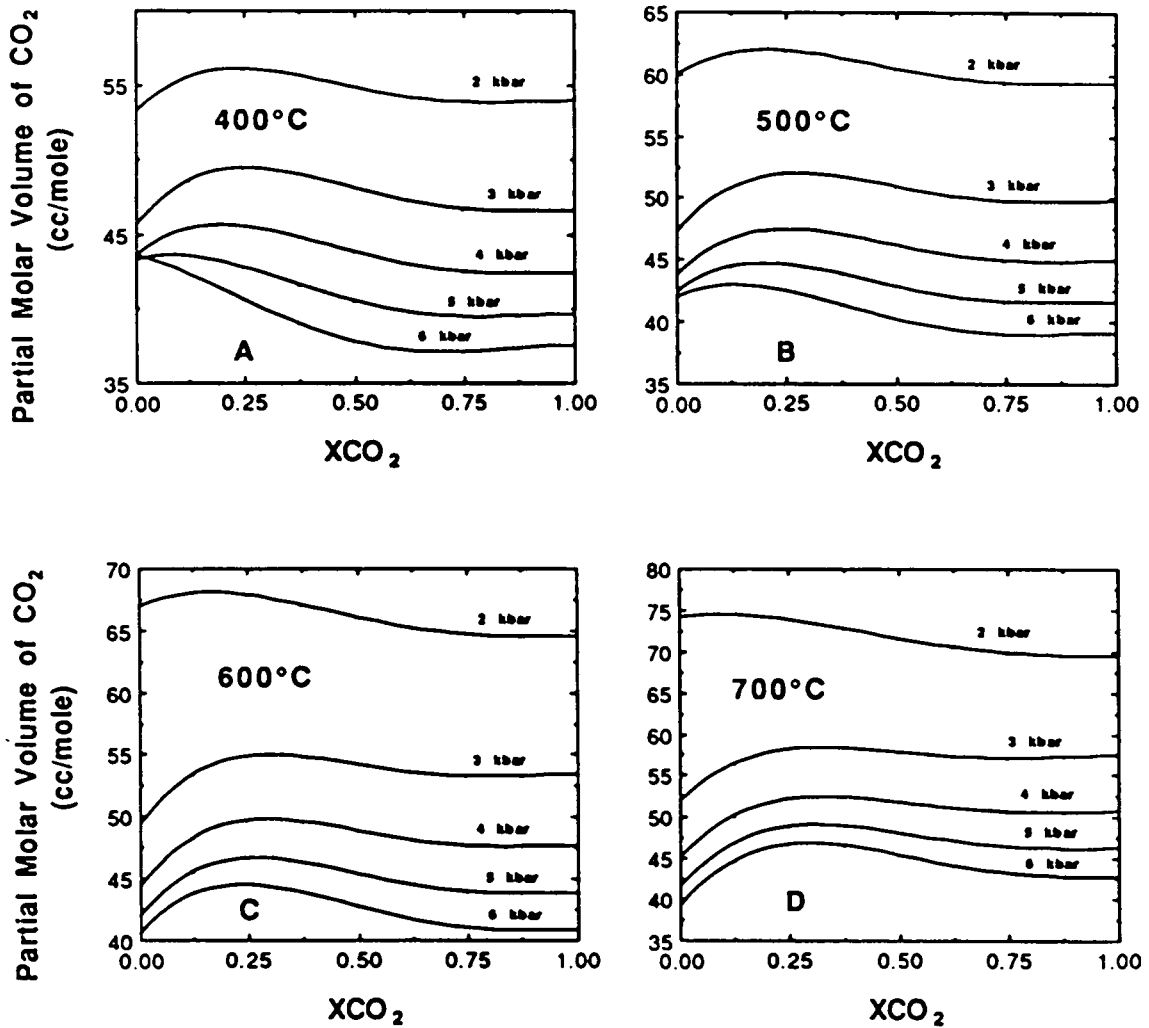 Partial Molar Volume of CO₂
(cc/mole)
55
45
35
400°C
2 kbar
3 kbar
4 kbar
5 kbar
6 kbar
A
0.00 0.25 0.50 0.75 1.00
XCO₂
65
60
55
50
45
40
35
500°C
2 kbar
3 kbar
4 kbar
5 kbar
6 kbar
B
0.00 0.25 0.50 0.75 1.00
XCO₂
Partial Molar Volume of CO₂
(cc/mole)
70
65
60
55
50
45
40
600°C
2 kbar
3 kbar
4 kbar
5 kbar
6 kbar
C
0.00 0.25 0.50 0.75 1.00
XCO₂
80
75
70
65
60
55
50
45
40
35
700°C
2 kbar
3 kbar
4 kbar
5 kbar
6 kbar
D
0.00 0.25 0.50 0.75 1.00
XCO₂